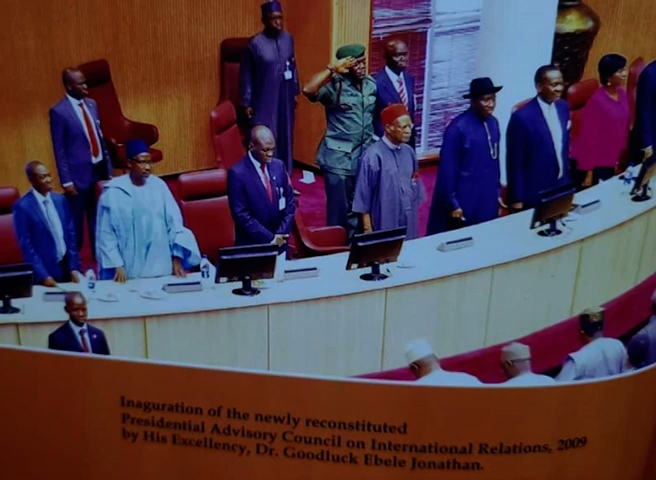 Inaguration of the newly reconstituted
Presidential Advisory Council on International Relations, 2009
by His Excellency, Dr. Goodluck Ebele Jonathan.